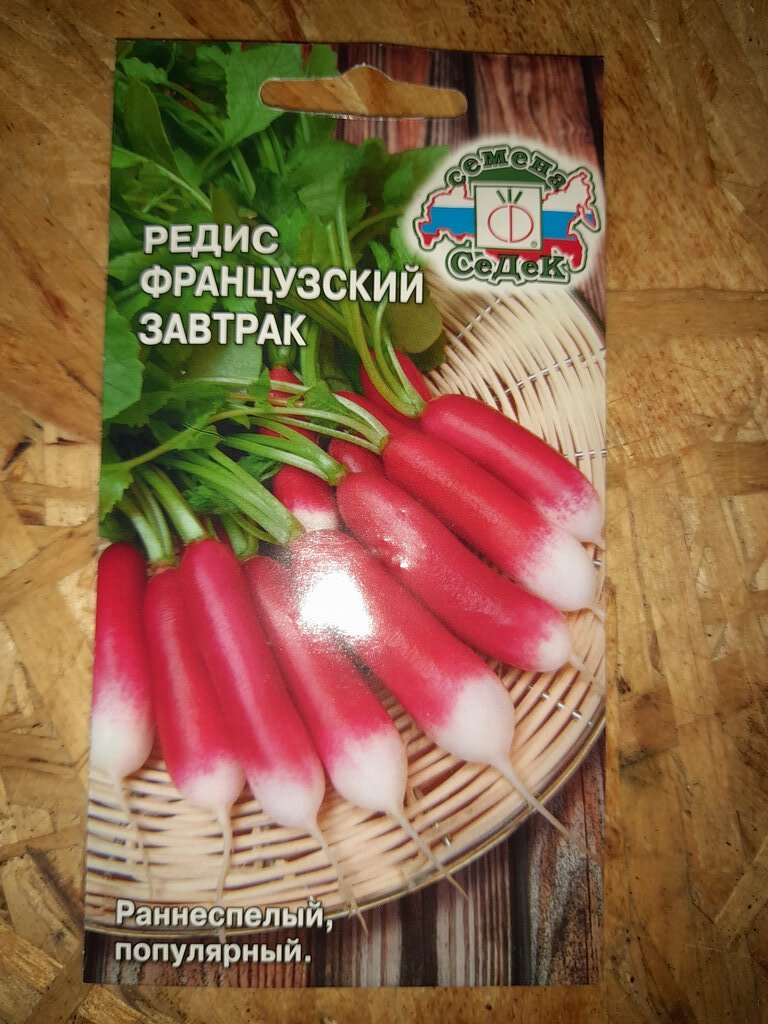 семена
СеДеК
РЕДИС
ФРАНЦУЗСКИЙ
ЗАВТРАК
Раннеспелый,
популярный.